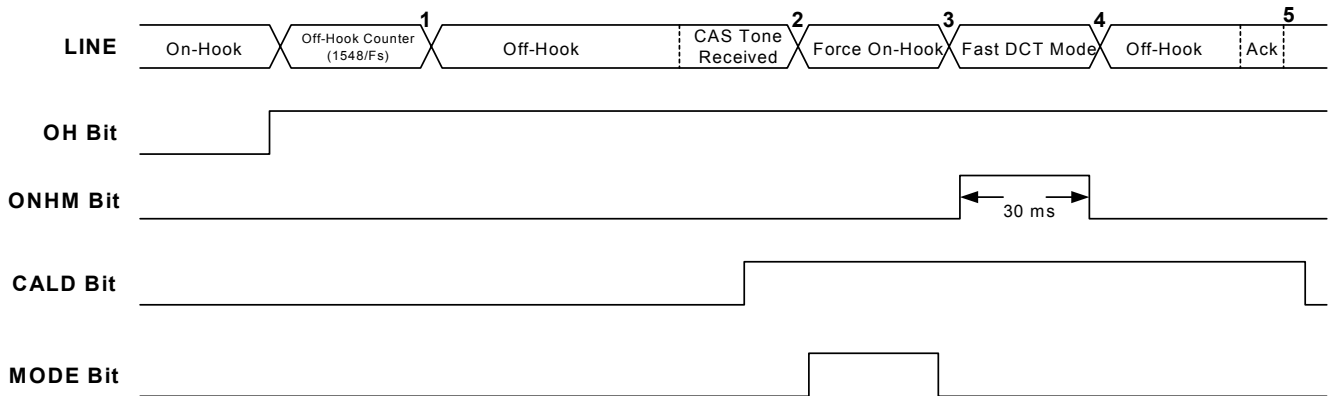 1 2 3 4 5
LINE
On-Hook
Off-Hook Counter
(1548/Fs)
Off-Hook
CAS Tone
Received
Force On-Hook
Fast DCT Mode
Off-Hook
Ack
OH Bit
ONHM Bit
30 ms
CALD Bit
MODE Bit